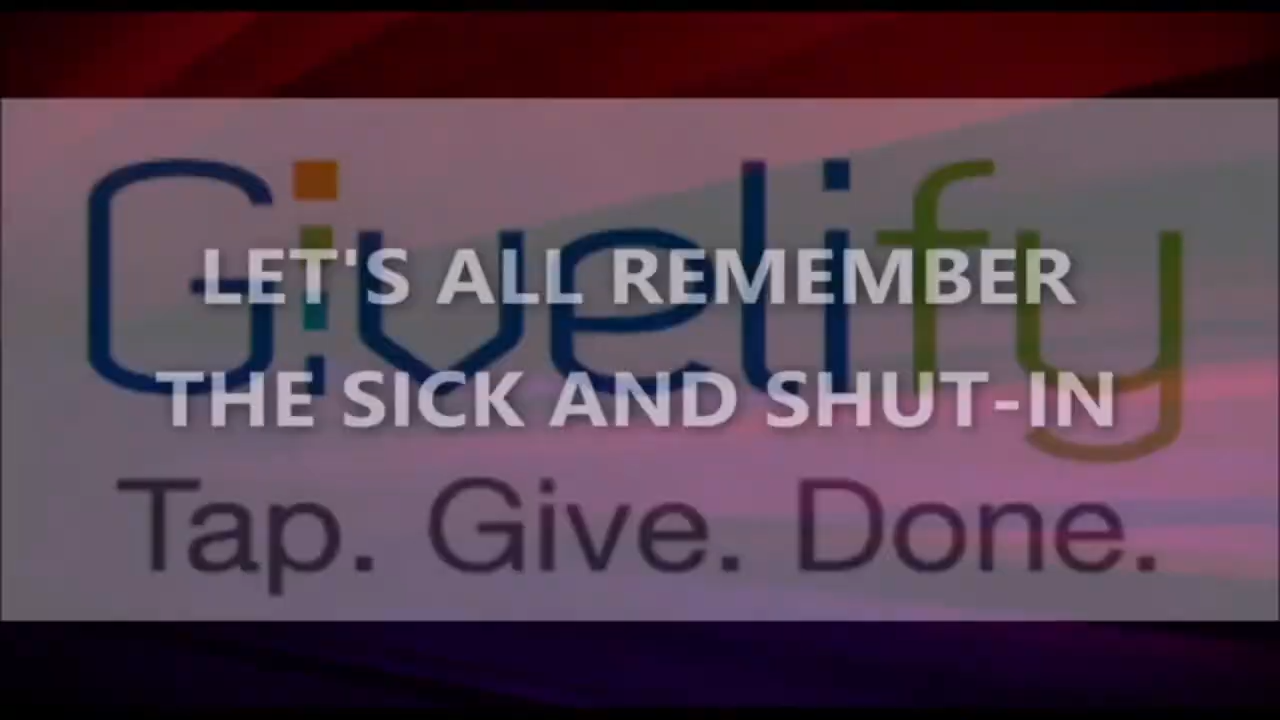 Givelify
LET'S ALL REMEMBER
THE SICK AND SHUT-IN
Tap. Give. Done.